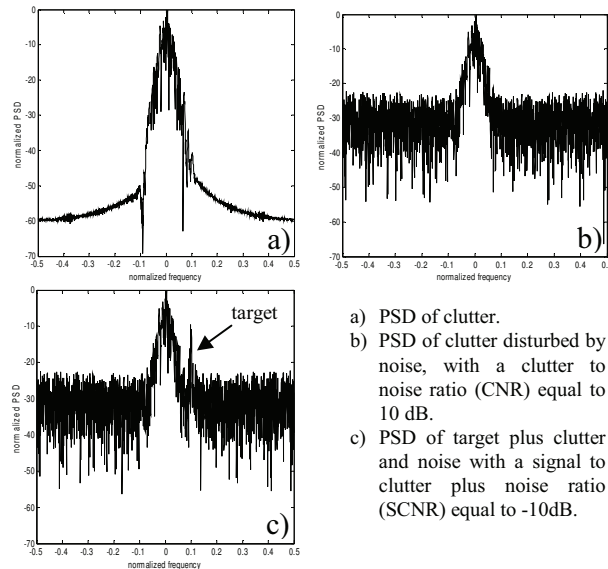 0
-10
-20
-30
-40
-50
-60
-70
normalized PSD
-0.5 -0.4 -0.3 -0.2 -0.1 0 0.1 0.2 0.3 0.4 0.5
normalized frequency
a)
0
-10
-20
-30
-40
-50
-60
-70
normalized PSD
-0.5 -0.4 -0.3 -0.2 -0.1 0 0.1 0.2 0.3 0.4 0.5
normalized frequency
b)
0
-10
-20
-30
-40
-50
-60
-70
normalized PSD
target
-0.5 -0.4 -0.3 -0.2 -0.1 0 0.1 0.2 0.3 0.4 0.5
normalized frequency
c)
a) PSD of clutter.
b) PSD of clutter disturbed by
noise, with a clutter to
noise ratio (CNR) equal to
10 dB.
c) PSD of target plus clutter
and noise with a signal to
clutter plus noise ratio
(SCNR) equal to -10dB.